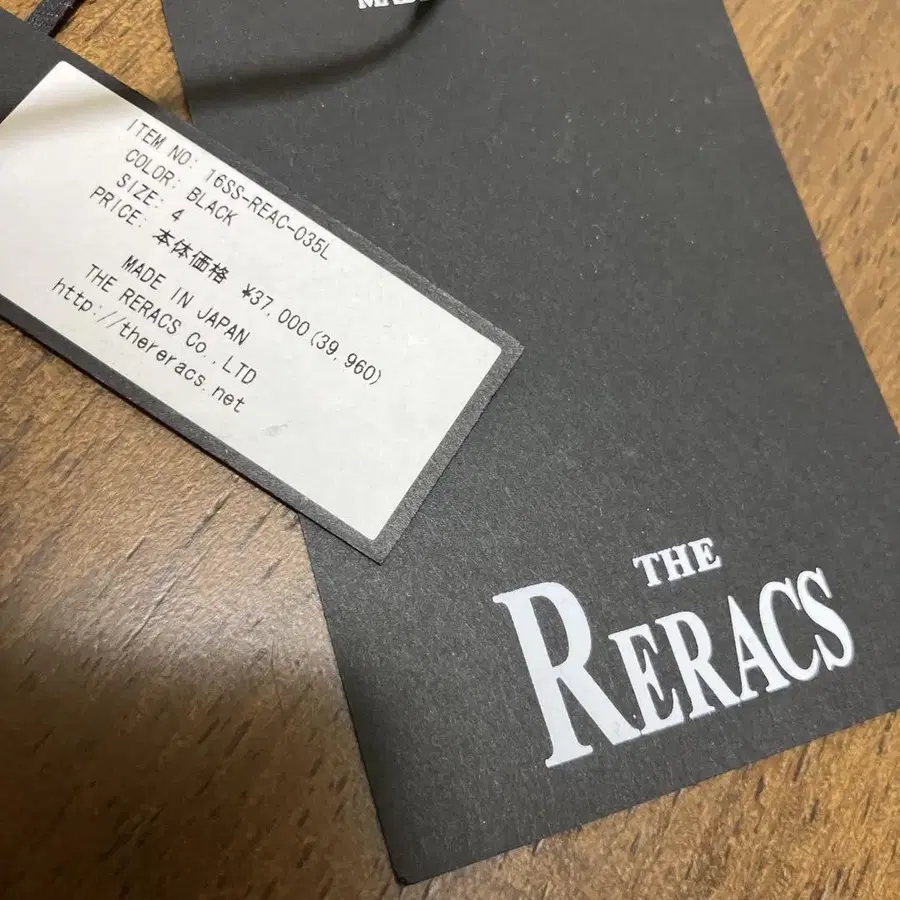 ITEM NO: 16SS-REAC-035L
COLOR: BLACK
SIZE: 4
PRICE: 本体価格 ¥37,000(39,960)
MADE IN JAPAN
THE RERACS Co.,LTD
http://thereracs.net
THE
RERACS